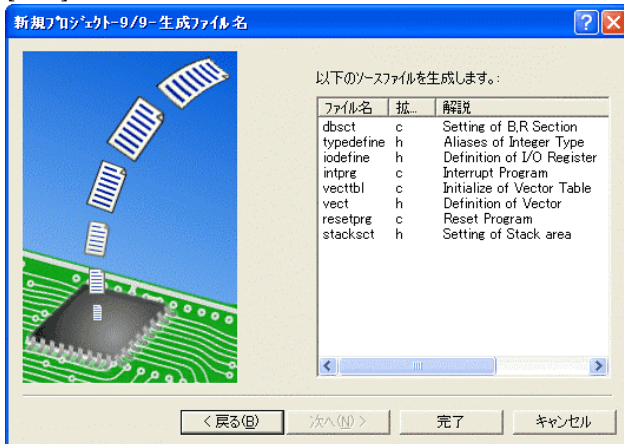 新規プロジェクト-9/9-生成ファイル名
以下のソースファイルを生成します。:
ファイル名 拡... 解説
dbsct c Setting of B,R Section
typedefine h Aliases of Integer Type
iodefine h Definition of I/O Register
intprg c Interrupt Program
vecttbl c Initialize of Vector Table
vect h Definition of Vector
resetprg c Reset Program
stacksct h Setting of Stack area
< 戻る(B) 次へ(N) > 完了 キャンセル